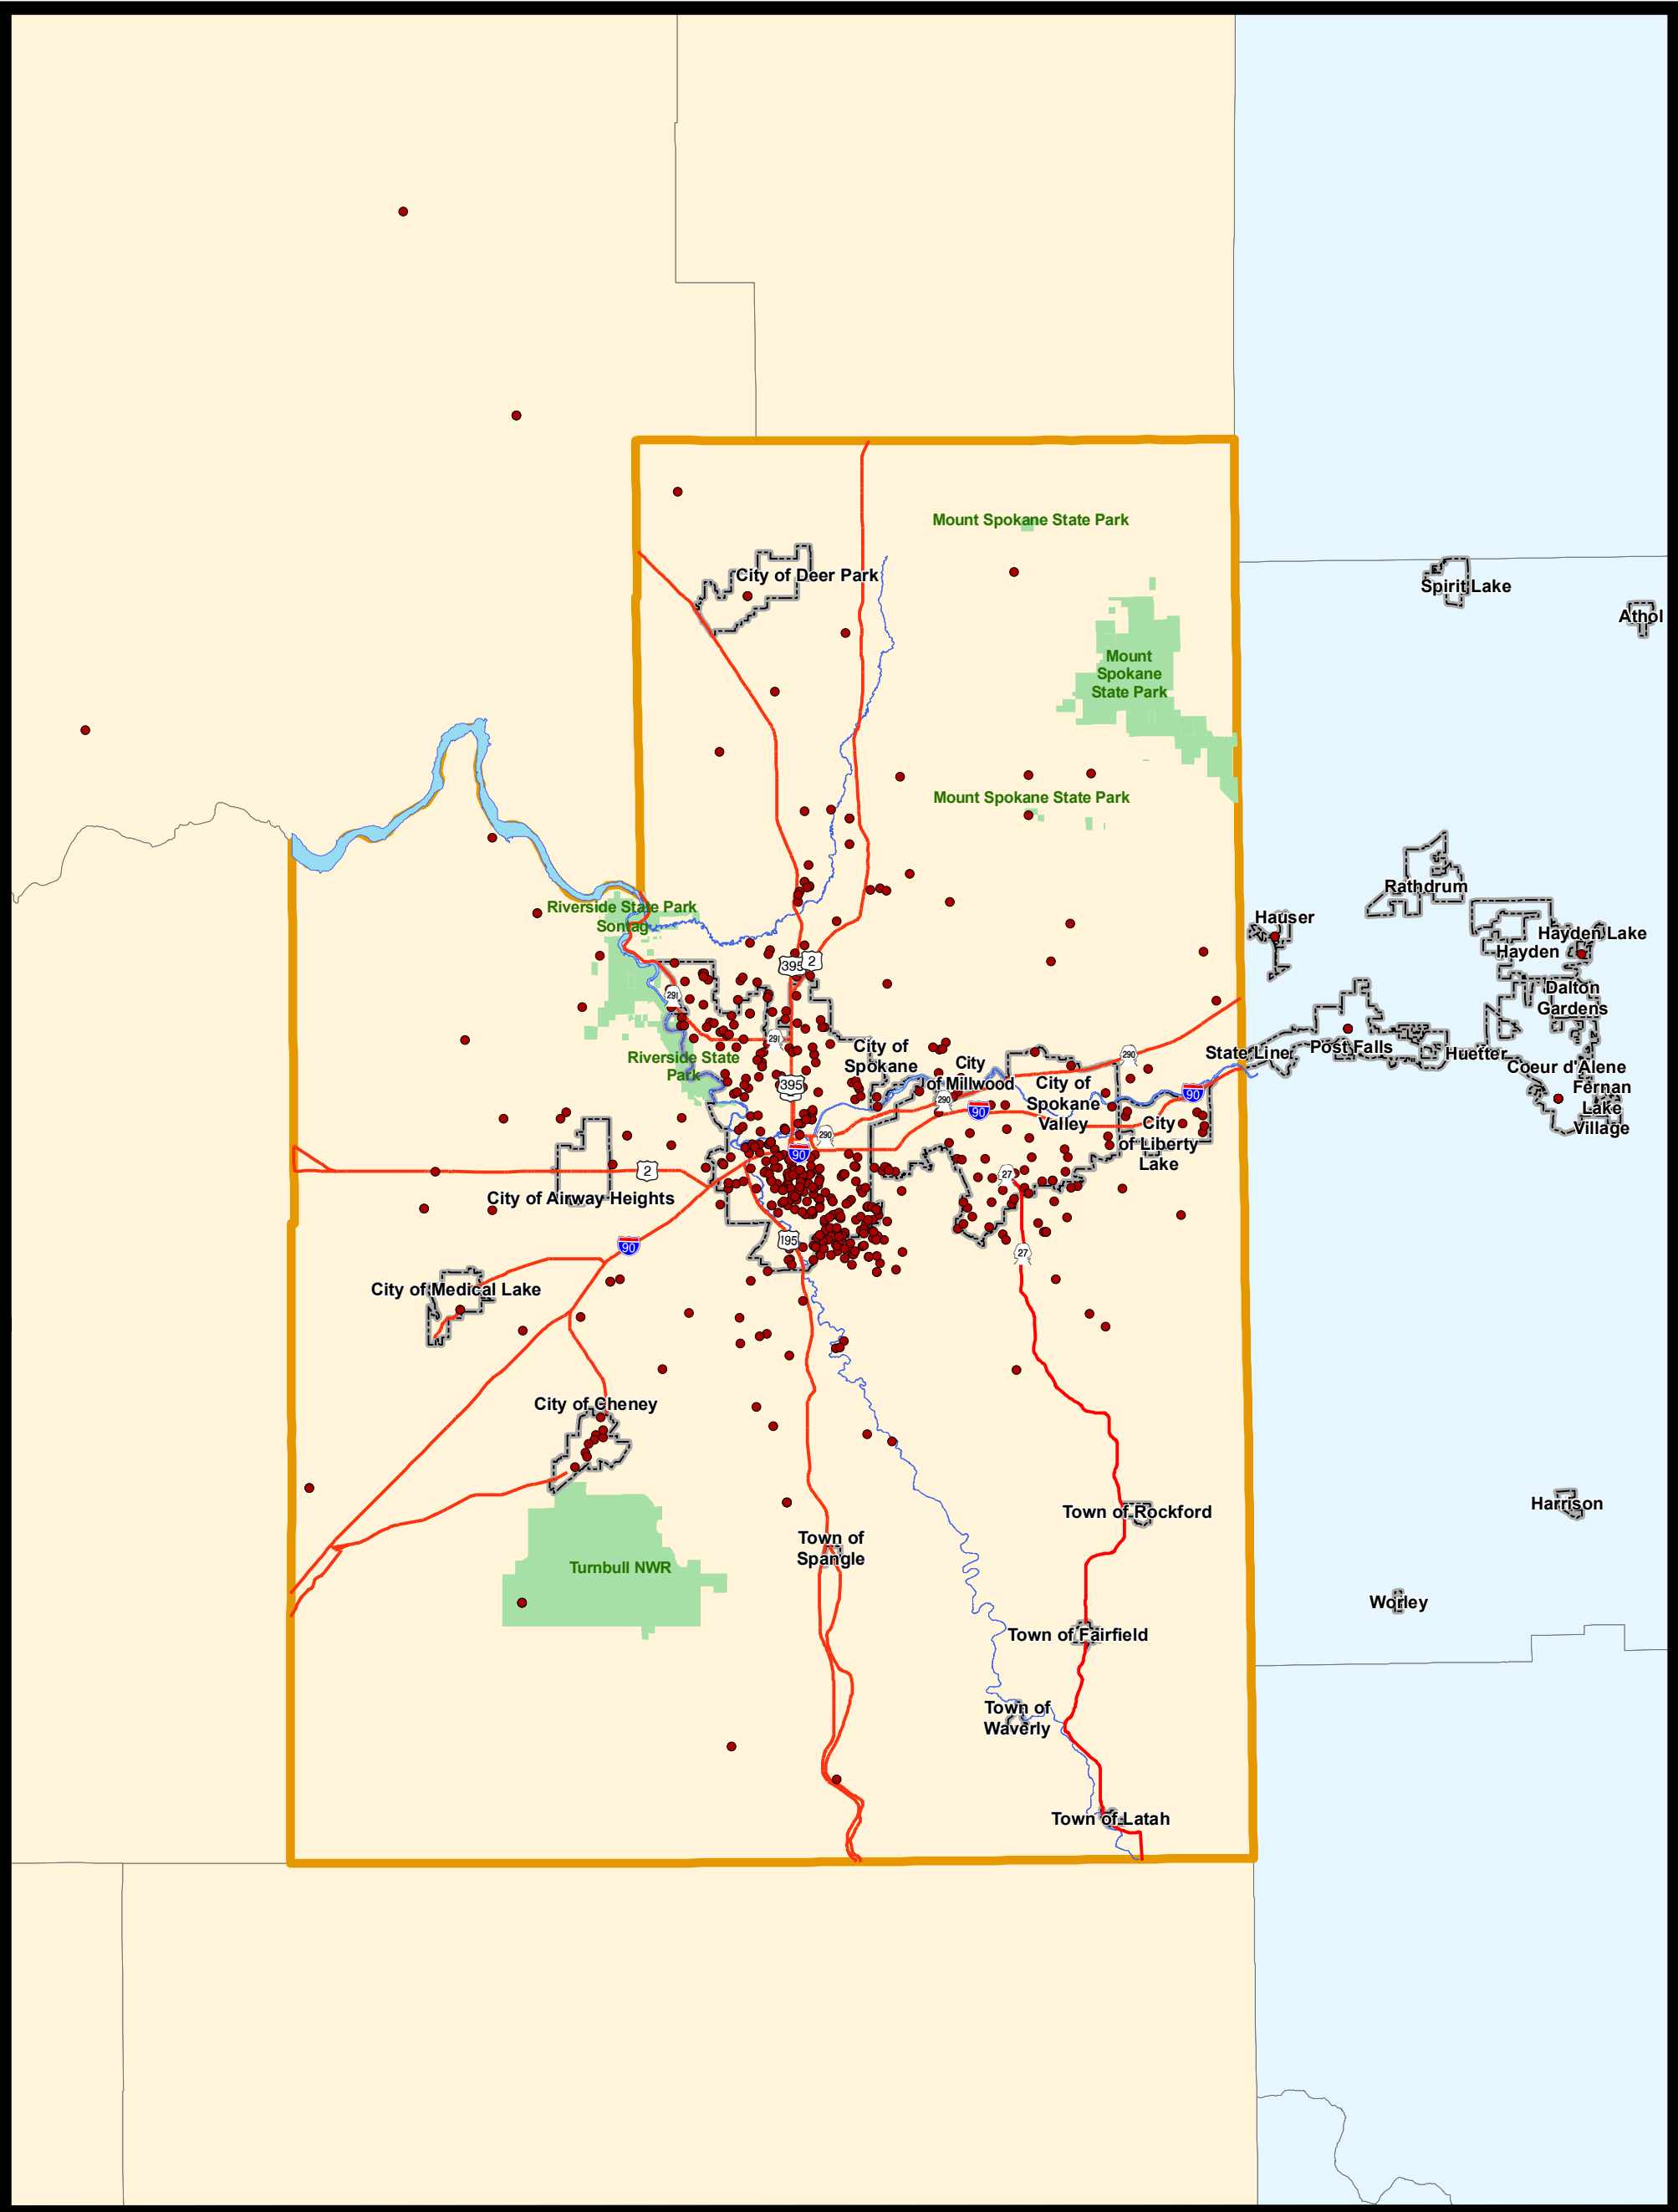 Mount Spokane State Park
City of Deer Park
Spirit Lake
Athol
Mount
Spokane
State Park
Mount Spokane State Park
Rathdrum
Riverside State Park
Sontag
Hauser
Hayden Lake
Hayden
395
2
291
Dalton
Gardens
291
City of
Spokane
Riverside State
Park
City
of Millwood
290
State Line
Post Falls
Huetter
Coeur d'Alene
Fernan
Lake
Village
395
City of
Spokane
Valley
290
90
90
290
City
of Liberty
Lake
90
2
27
City of Airway Heights
195
90
27
City of Medical Lake
City of Cheney
Harrison
Town of Rockford
Town of
Spangle
Turnbull NWR
Worley
Town of Fairfield
Town of
Waverly
Town of Latah